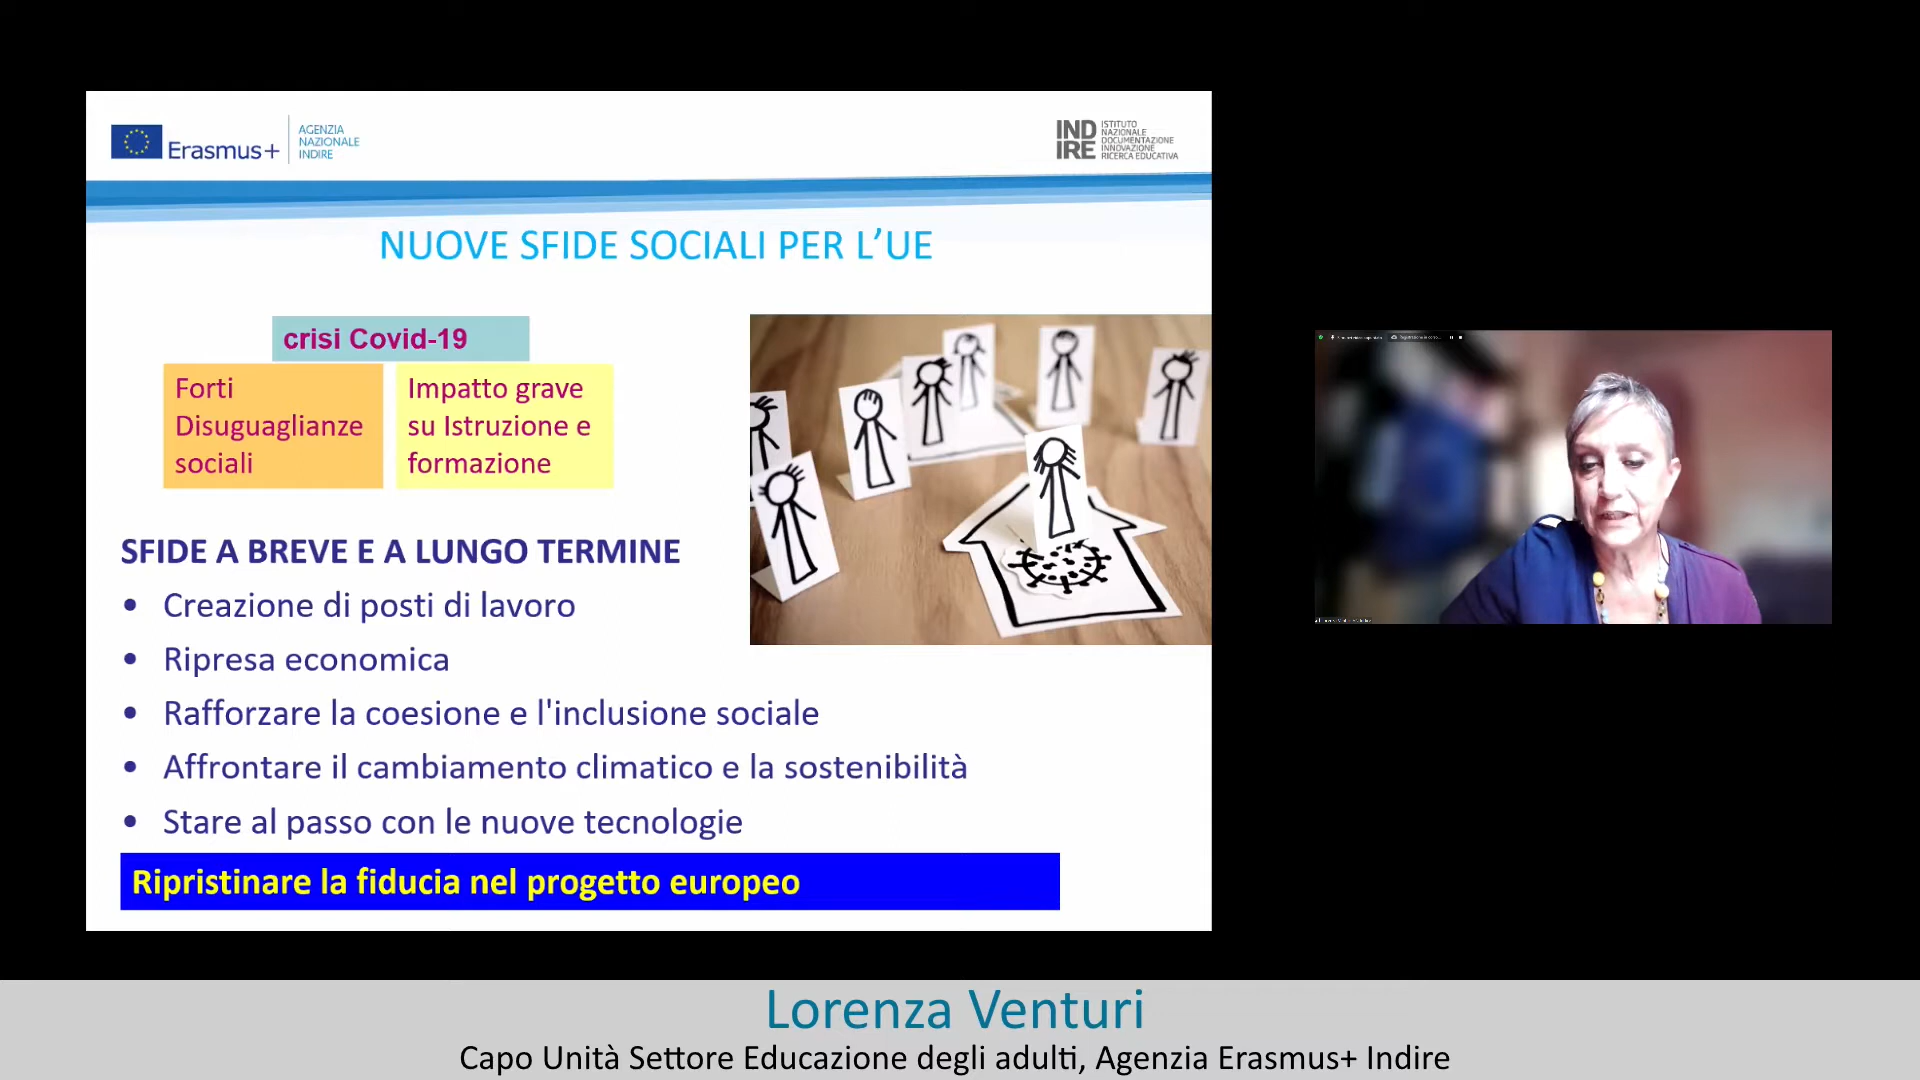 Erasmus+
AGENZIA
NAZIONALE
INDIRE
IND
IRE
ISTITUTO
NAZIONALE
DOCUMENTAZIONE
INNOVAZIONE
RICERCA EDUCATIVA
NUOVE SFIDE SOCIALI PER L’UE
crisi Covid-19
Forti
Disuguaglianze
sociali
Impatto grave
su Istruzione e
formazione
SFIDE A BREVE E A LUNGO TERMINE
• Creazione di posti di lavoro
• Ripresa economica
• Rafforzare la coesione e l'inclusione sociale
• Affrontare il cambiamento climatico e la sostenibilità
• Stare al passo con le nuove tecnologie
Ripristinare la fiducia nel progetto europeo
Lorenza Venturi
Capo Unità Settore Educazione degli adulti, Agenzia Erasmus+ Indire